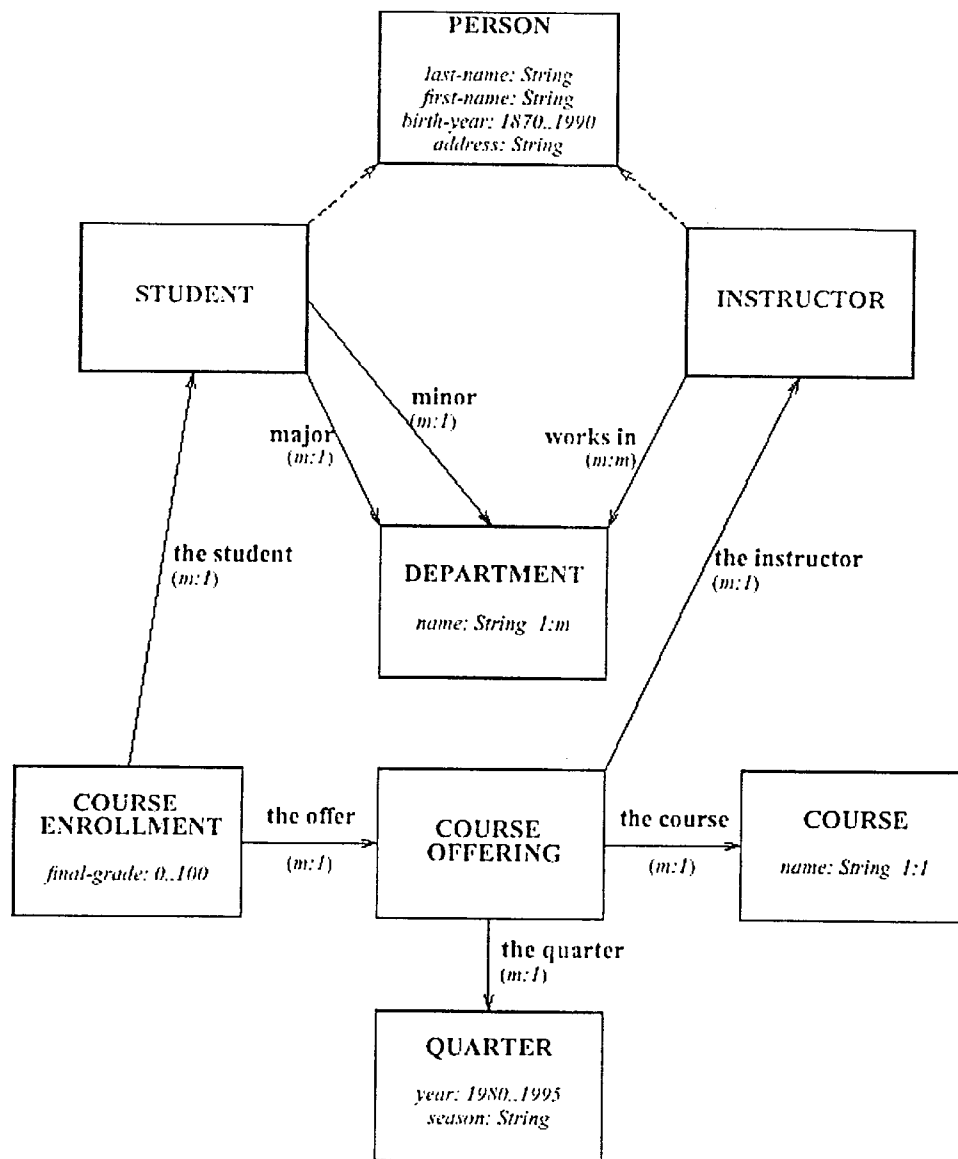 PERSON
last-name: String
first-name: String
birth-year: 1870..1990
address: String
STUDENT
INSTRUCTOR
major
(m:1)
minor
(m:1)
works in
(m:m)
the student
(m:1)
DEPARTMENT
name: String 1:m
the instructor
(m:1)
COURSE
ENROLLMENT
final-grade: 0..100
the offer
(m:1)
COURSE
OFFERING
the course
(m:1)
COURSE
name: String 1:1
the quarter
(m:1)
QUARTER
year: 1980..1995
season: String